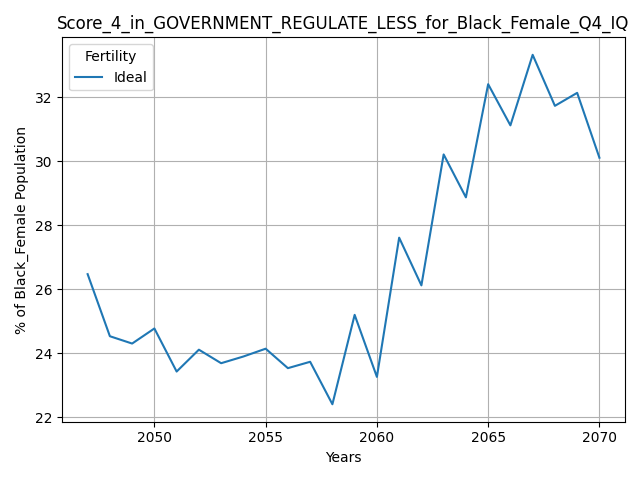 Score_4_in_GOVERNMENT_REGULATE_LESS_for_Black_Female_Q4_IQ
Fertility
Ideal
% of Black_Female Population
32
30
28
26
24
22
2050
2055
2060
2065
2070
Years